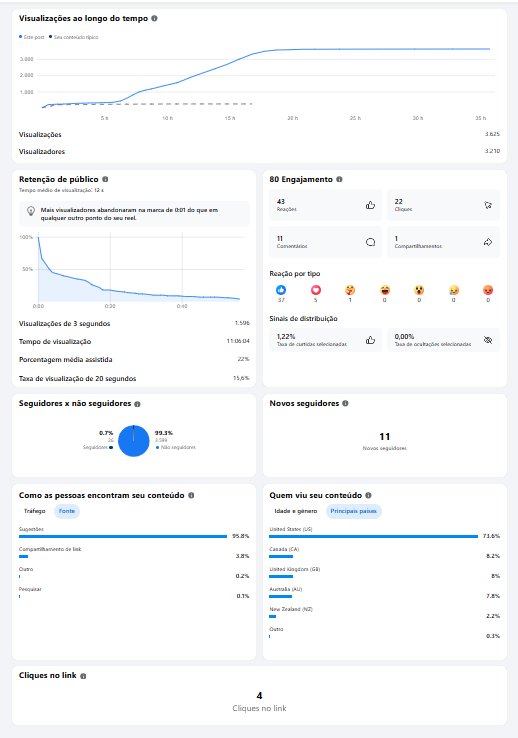 Visualizações ao longo do tempo
Este post
Seu conteúdo típico
3.000
2.000
1.000
5 h
10 h
15 h
20 h
25 h
30 h
35 h
Visualizações
3.625
Visualizadores
3.210
Retenção de público
Tempo médio de visualização: 12 s
Mais visualizadores abandonaram na marca de 0:01 do que em
qualquer outro ponto do seu reel.
100%
50%
0:00
0:20
0:40
Visualizações de 3 segundos
1.596
Tempo de visualização
11:06:04
Porcentagem média assistida
22%
Taxa de visualização de 20 segundos
15,6%
80 Engajamento
43
Reações
22
Cliques
11
Comentários
1
Compartilhamentos
Reação por tipo
37
5
1
0
0
0
0
Sinais de distribuição
1,22%
Taxa de curtidas selecionadas
0,00%
Taxa de ocultações selecionadas
Seguidores x não seguidores
0.7%
26
Seguidores
99.3%
3.599
Não seguidores
Novos seguidores
11
Novos seguidores
Como as pessoas encontram seu conteúdo
Tráfego
Fonte
Sugestões
95.8%
Compartilhamento de link
3.8%
Outro
0.2%
Pesquisar
0.1%
Quem viu seu conteúdo
Idade e gênero
Principais países
United States (US)
73.6%
Canada (CA)
8.2%
United Kingdom (GB)
8%
Australia (AU)
7.8%
New Zealand (NZ)
2.2%
Outro
0.3%
Cliques no link
4
Cliques no link